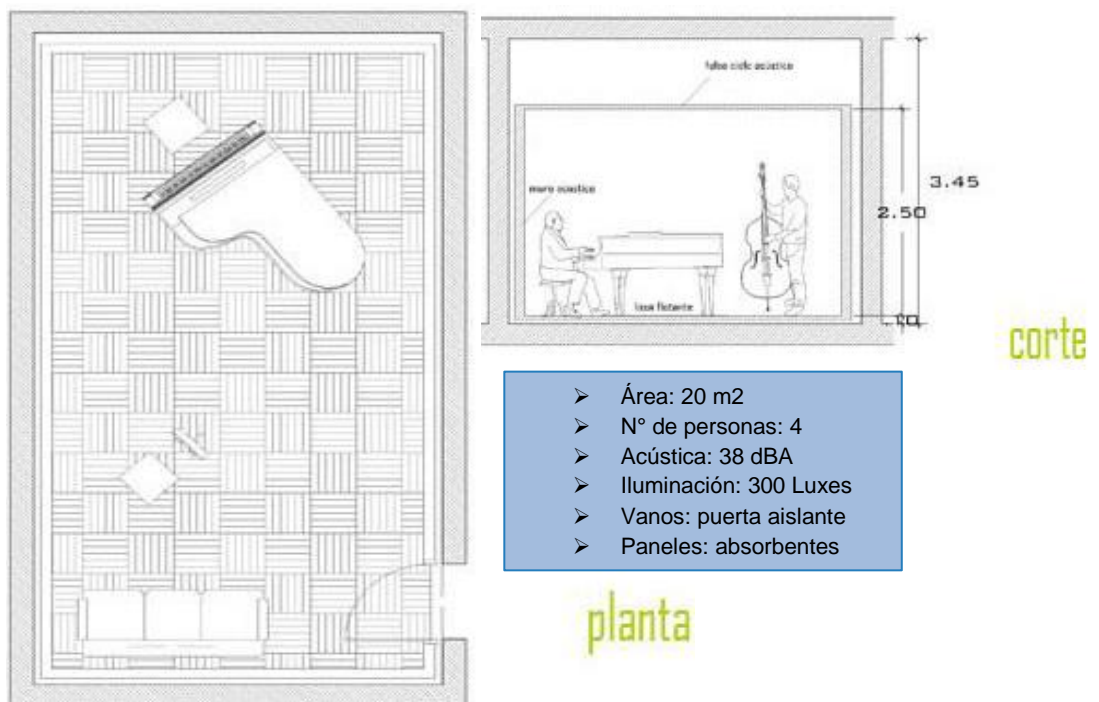 falso cielo acústico
muro acústico
losa flotante
3.45
2.50
10
corte
➢ Área: 20 m2
➢ N° de personas: 4
➢ Acústica: 38 dBA
➢ Iluminación: 300 Luxes
➢ Vanos: puerta aislante
➢ Paneles: absorbentes
planta